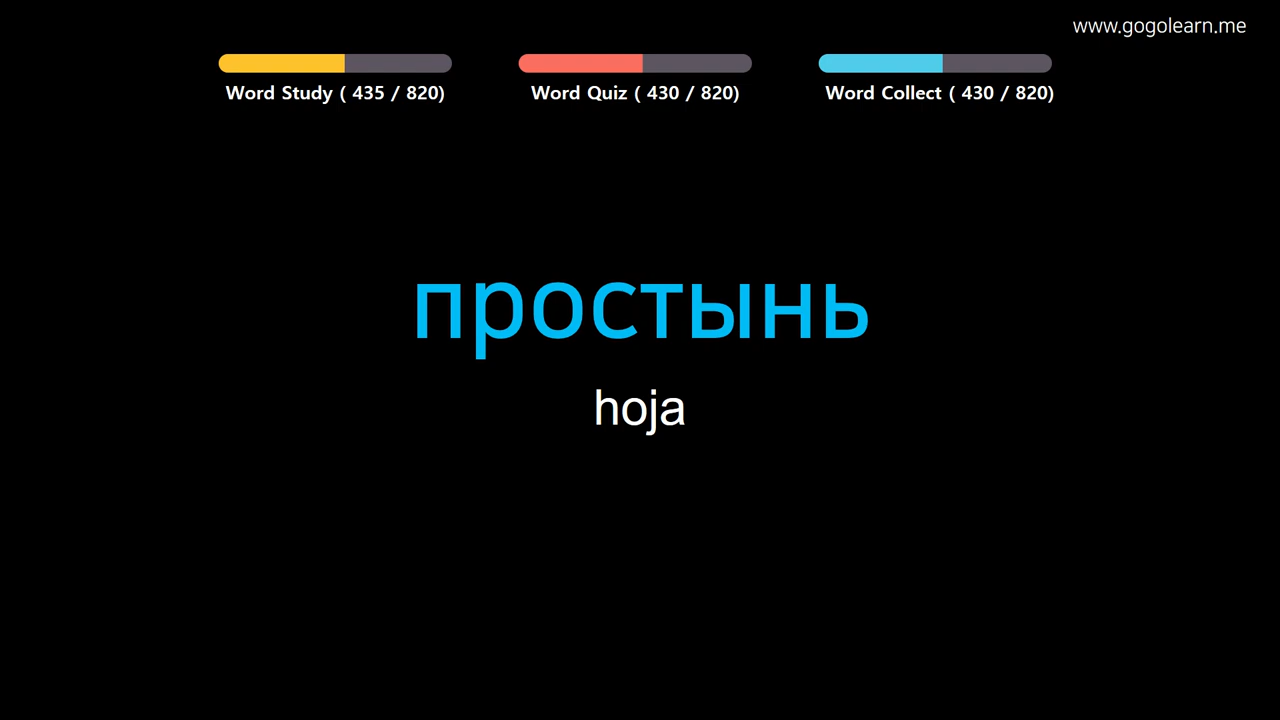 www.gogolearn.me
Word Study ( 435 / 820)
Word Quiz ( 430 / 820)
Word Collect ( 430 / 820)
простынь
hoja